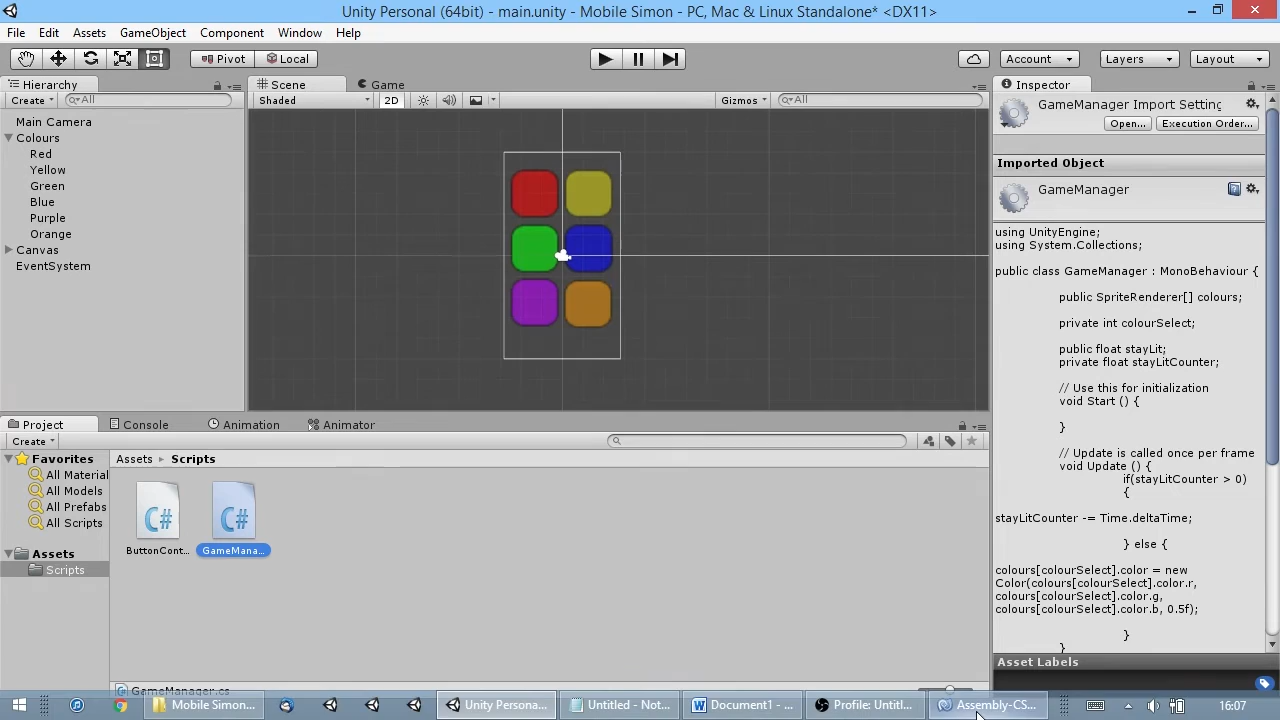 Unity Personal (64bit) - main.unity - Mobile Simon - PC, Mac & Linux Standalone* <DX11>
File Edit Assets GameObject Component Window Help
Pivot Local Account Layers Layout
Hierarchy Scene Game Inspector
Create All Shaded 2D Gizmos All
GameManager Import Setting
Open... Execution Order...
Main Camera
Colours
Red
Yellow
Green
Blue
Purple
Orange
Canvas
EventSystem
Imported Object
GameManager
using UnityEngine;
using System.Collections;
public class GameManager : MonoBehaviour {
public SpriteRenderer[] colours;
private int colourSelect;
public float stayLit;
private float stayLitCounter;
// Use this for initialization
void Start () {
}
// Update is called once per frame
void Update () {
if(stayLitCounter > 0)
{
stayLitCounter -= Time.deltaTime;
} else {
colours[colourSelect].color = new
Color(colours[colourSelect].color.r,
colours[colourSelect].color.g,
colours[colourSelect].color.b, 0.5f);
}
}
Asset Labels
Project Console Animation Animator
Create
Favorites
All Material
All Models
All Prefabs
All Scripts
Assets
Scripts
Assets Scripts
ButtonCont...
GameMana...
GameManager.cs
Mobile Simon... Unity Persona... Untitled - Not... Document1 - ... Profile: Untitl... Assembly-CS... 16:07